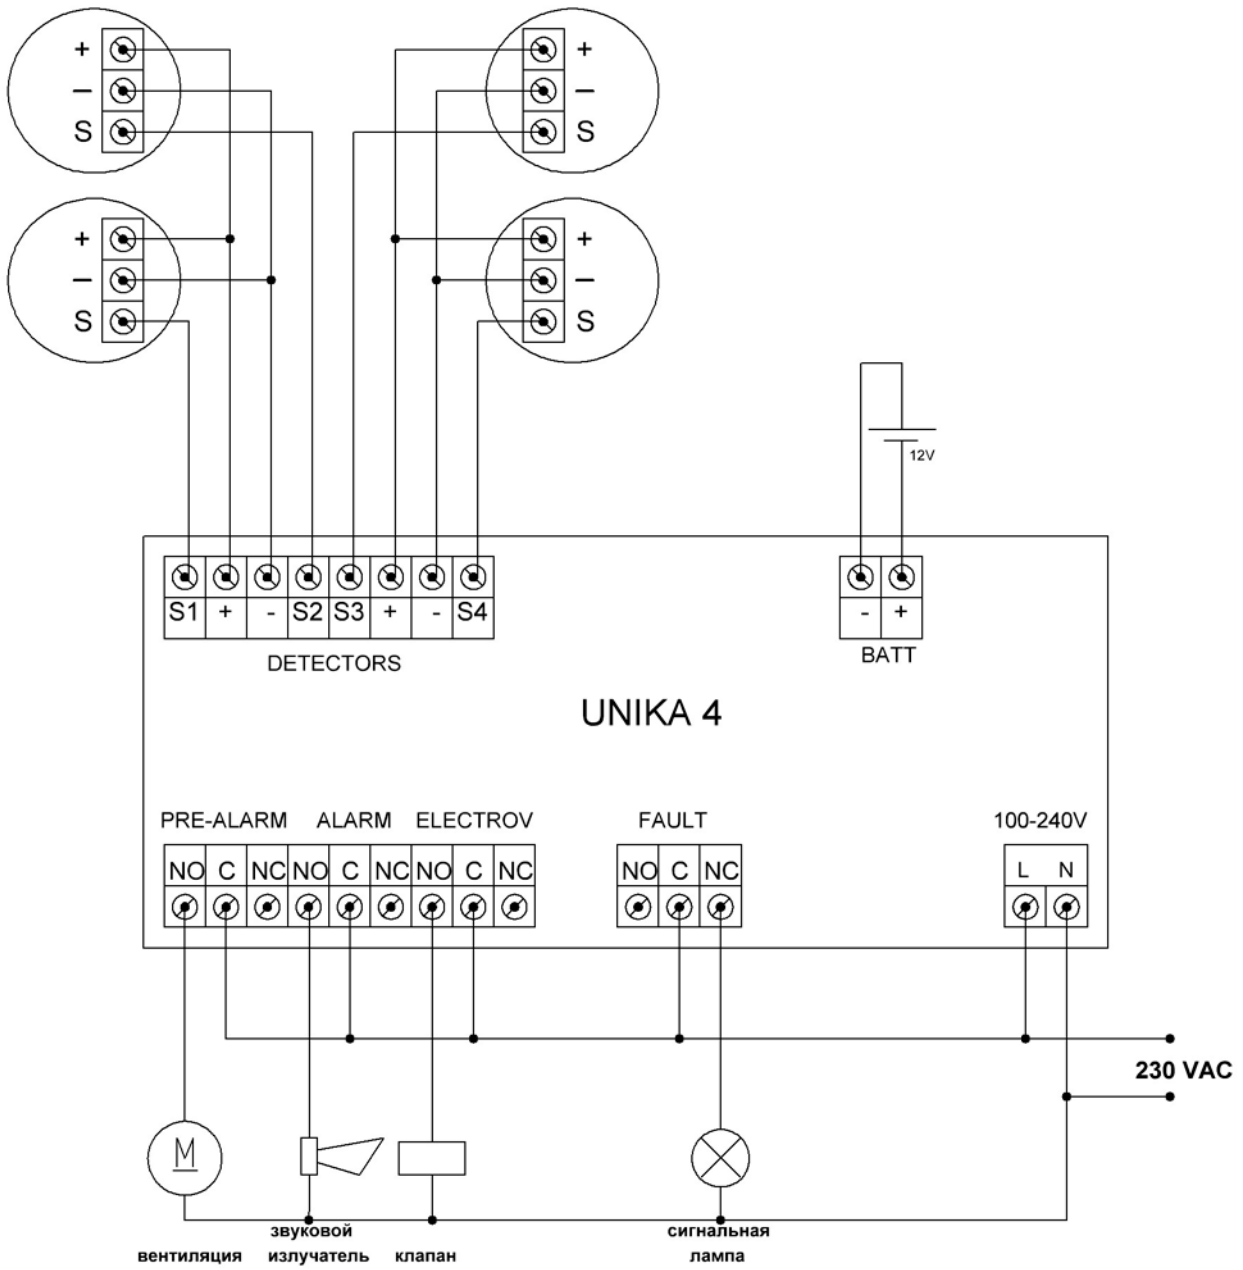 + +
– –
S S
+ +
– –
S S
12V
S1 + - S2 S3 + - S4
- +
DETECTORS
BATT
UNIKA 4
PRE-ALARM ALARM ELECTROV FAULT 100-240V
NO C NC NO C NC NO C NC NO C NC L N
230 VAC
M
звуковой
излучатель
сигнальная
лампа
вентиляция
клапан